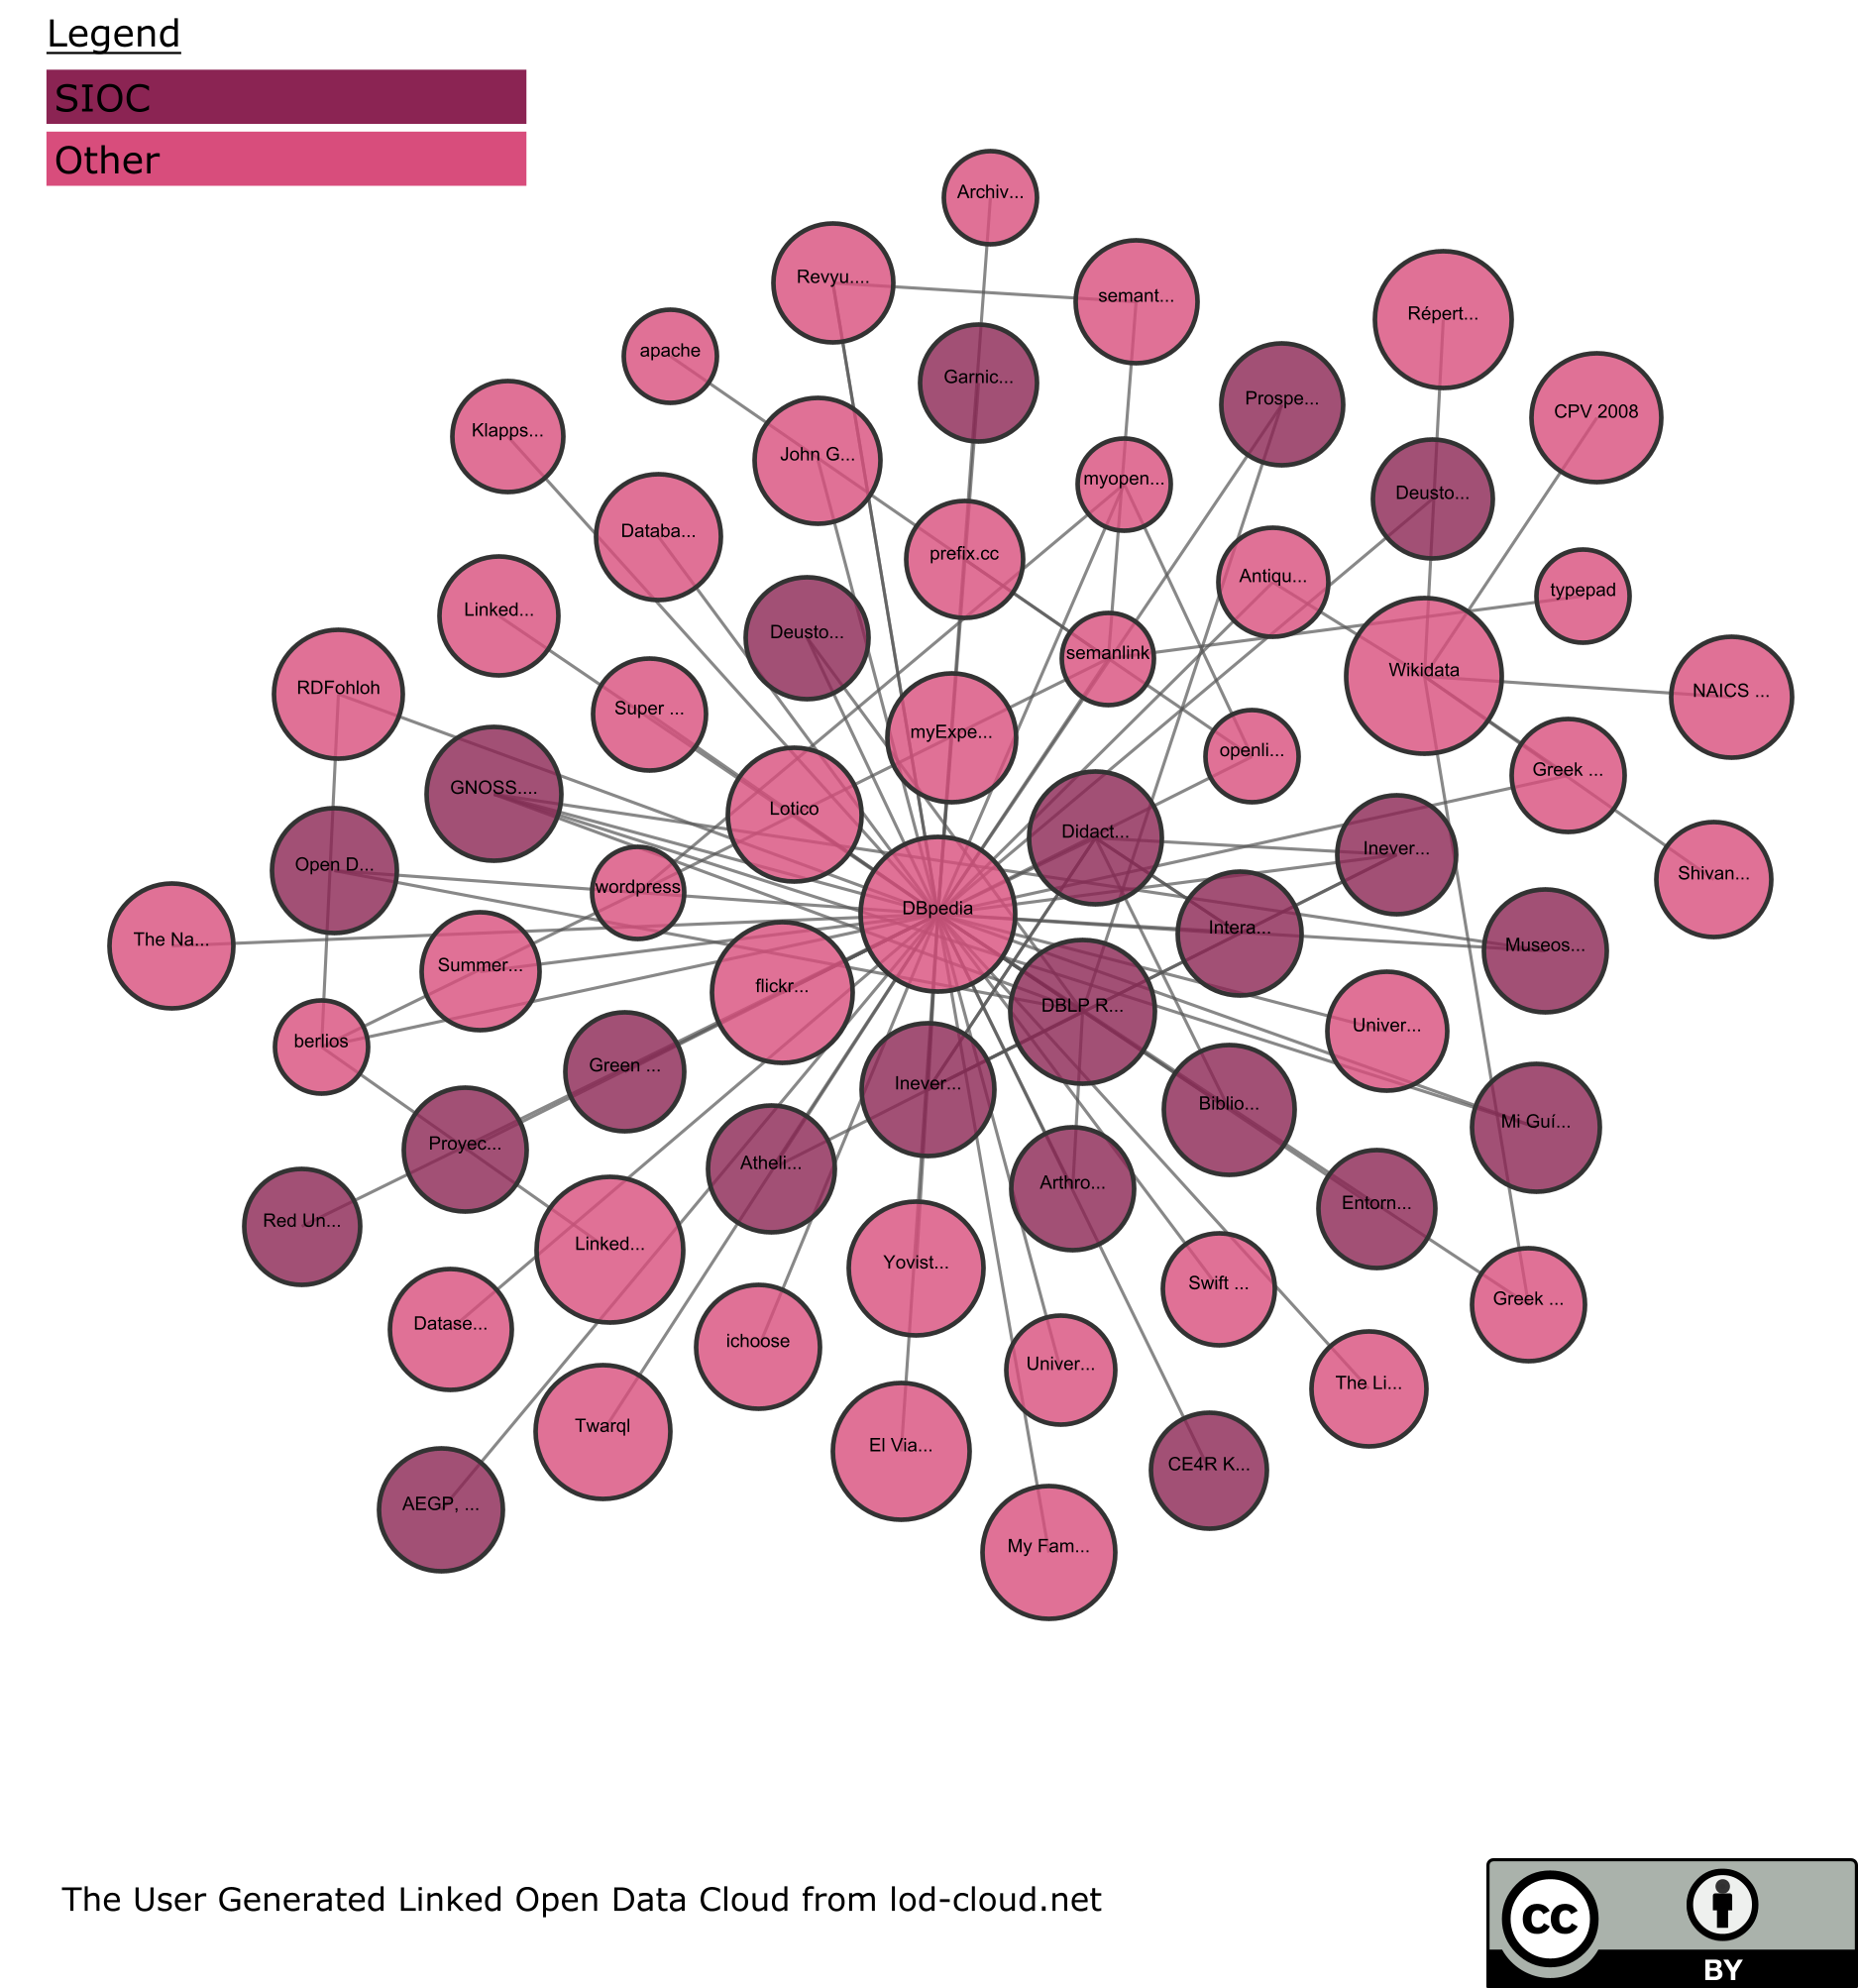 Legend
SIOC
Other
Archiv...
Revyu....
semant...
Répert...
apache
Garnic...
Prospe...
CPV 2008
Klapps...
John G...
myopen...
Deusto...
Databa...
prefix.cc
Antiqu...
typepad
Linked...
Deusto...
semanlink
Wikidata
RDFohloh
Super ...
myExpe...
openli...
NAICS ...
GNOSS....
Lotico
Didact...
Greek ...
Open D...
wordpress
DBpedia
Inever...
Shivan...
The Na...
Summer...
flickr...
Intera...
Museos...
berlios
Green ...
Inever...
DBLP R...
Univer...
Proyec...
Atheli...
Arthro...
Biblio...
Mi Guí...
Red Un...
Linked...
Yovist...
Swift ...
Entorn...
Datase...
ichoose
Univer...
The Li...
Greek ...
Twarql
El Via...
CE4R K...
AEGP, ...
My Fam...
The User Generated Linked Open Data Cloud from lod-cloud.net
cc
BY